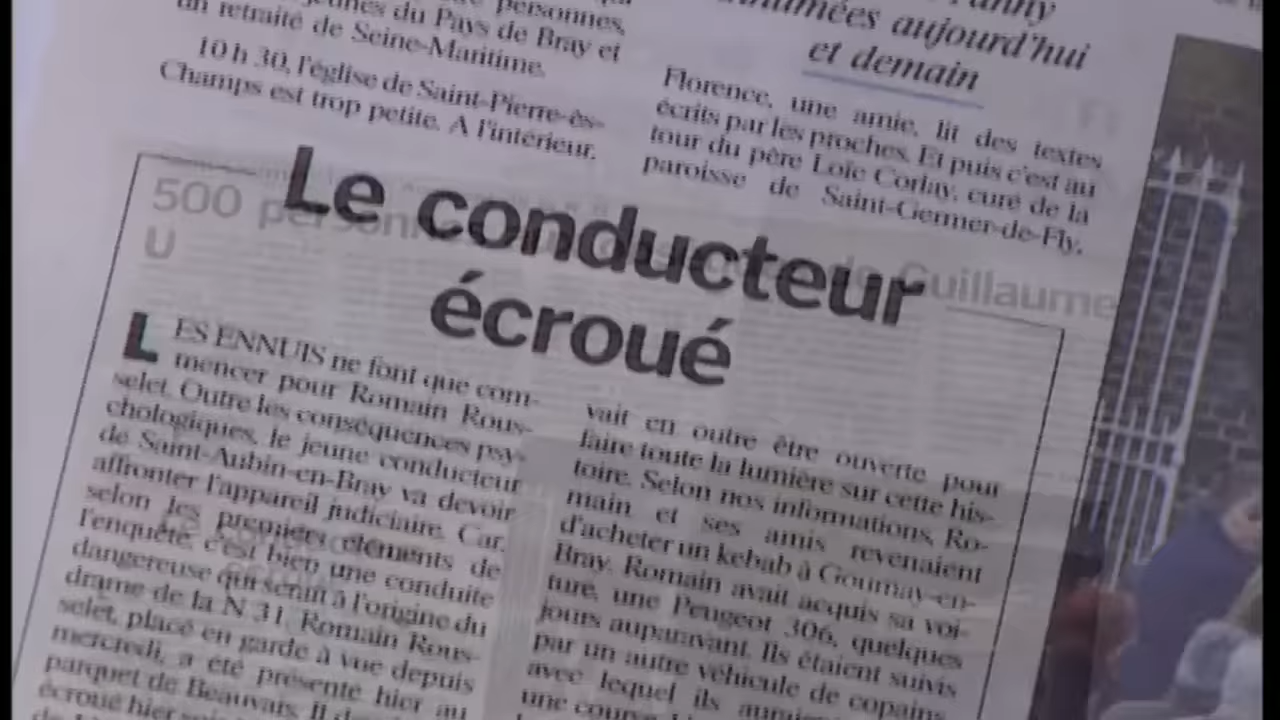 personnes,
jeunes du Pays de Bray et
un retraité de Seine-Maritime.
10 h 30, l'église de Saint-Pierre-ès-
Champs est trop petite. A l'intérieur,
inhumées aujourd'hui
et demain
Florence, une amie, lit des textes
écrits par les proches. Et puis c'est au
tour du père Loïc Corlay, curé de la
paroisse de Saint-Germer-de-Fly,
500
Guillaume
U
Le conducteur
écroué
LES ENNUIS ne font que com-
mencer pour Romain Rous-
selet. Outre les conséquences psy-
chologiques, le jeune conducteur
de Saint-Aubin-en-Bray va devoir
affronter l'appareil judiciaire. Car,
selon les premiers éléments de
l'enquête, c'est bien une conduite
dangereuse qui serait à l'origine du
drame de la N 31. Romain Rous-
selet, placé en garde à vue depuis
mercredi, a été présenté hier au
parquet de Beauvais. Il
écroué hier
vait en outre être ouverte pour
faire toute la lumière sur cette his-
toire. Selon nos informations, Ro-
main et ses amis revenaient
d'acheter un kebab à Gournay-en-
Bray. Romain avait acquis sa voi-
ture, une Peugeot 306, quelques
jours auparavant. Ils étaient suivis
par un autre véhicule de copains
avec lequel ils auraient
une course.